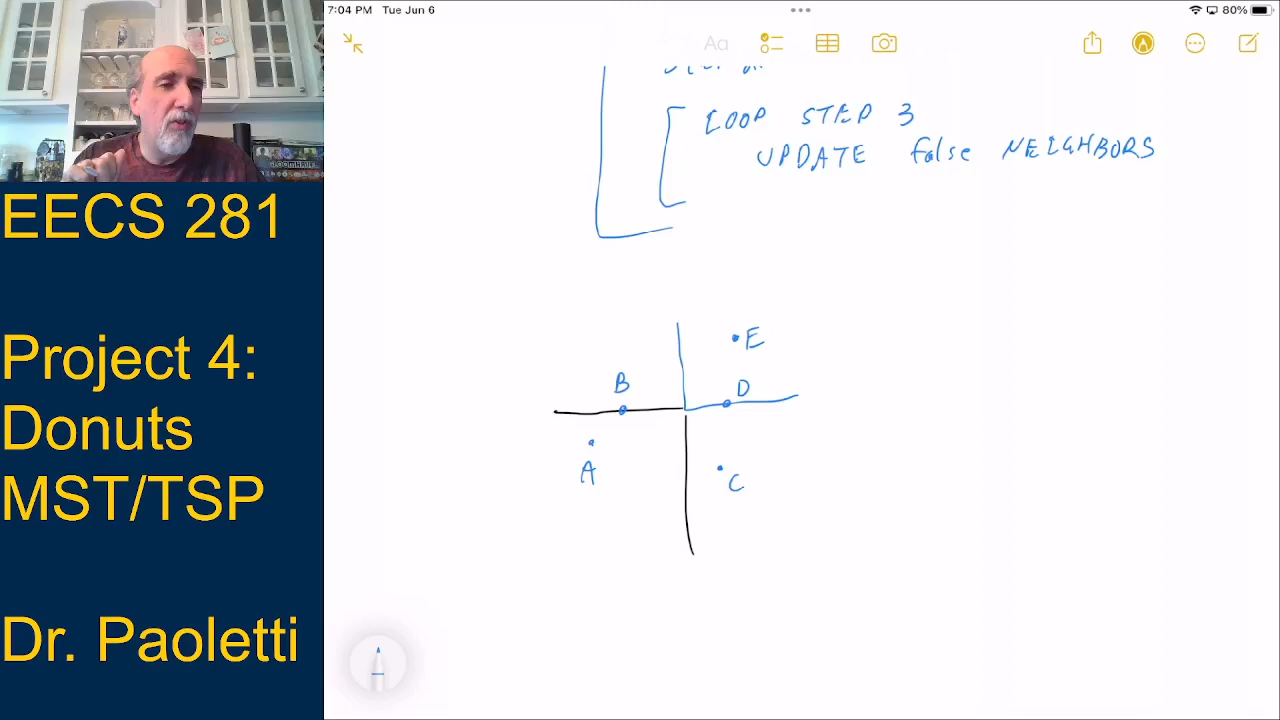 7:04 PM Tue Jun 6
80%
Aa
LOOP STEP 3
UPDATE false NEIGHBORS
EECS 281
Project 4:
Donuts
MST/TSP
Dr. Paoletti
E
B
D
A
C